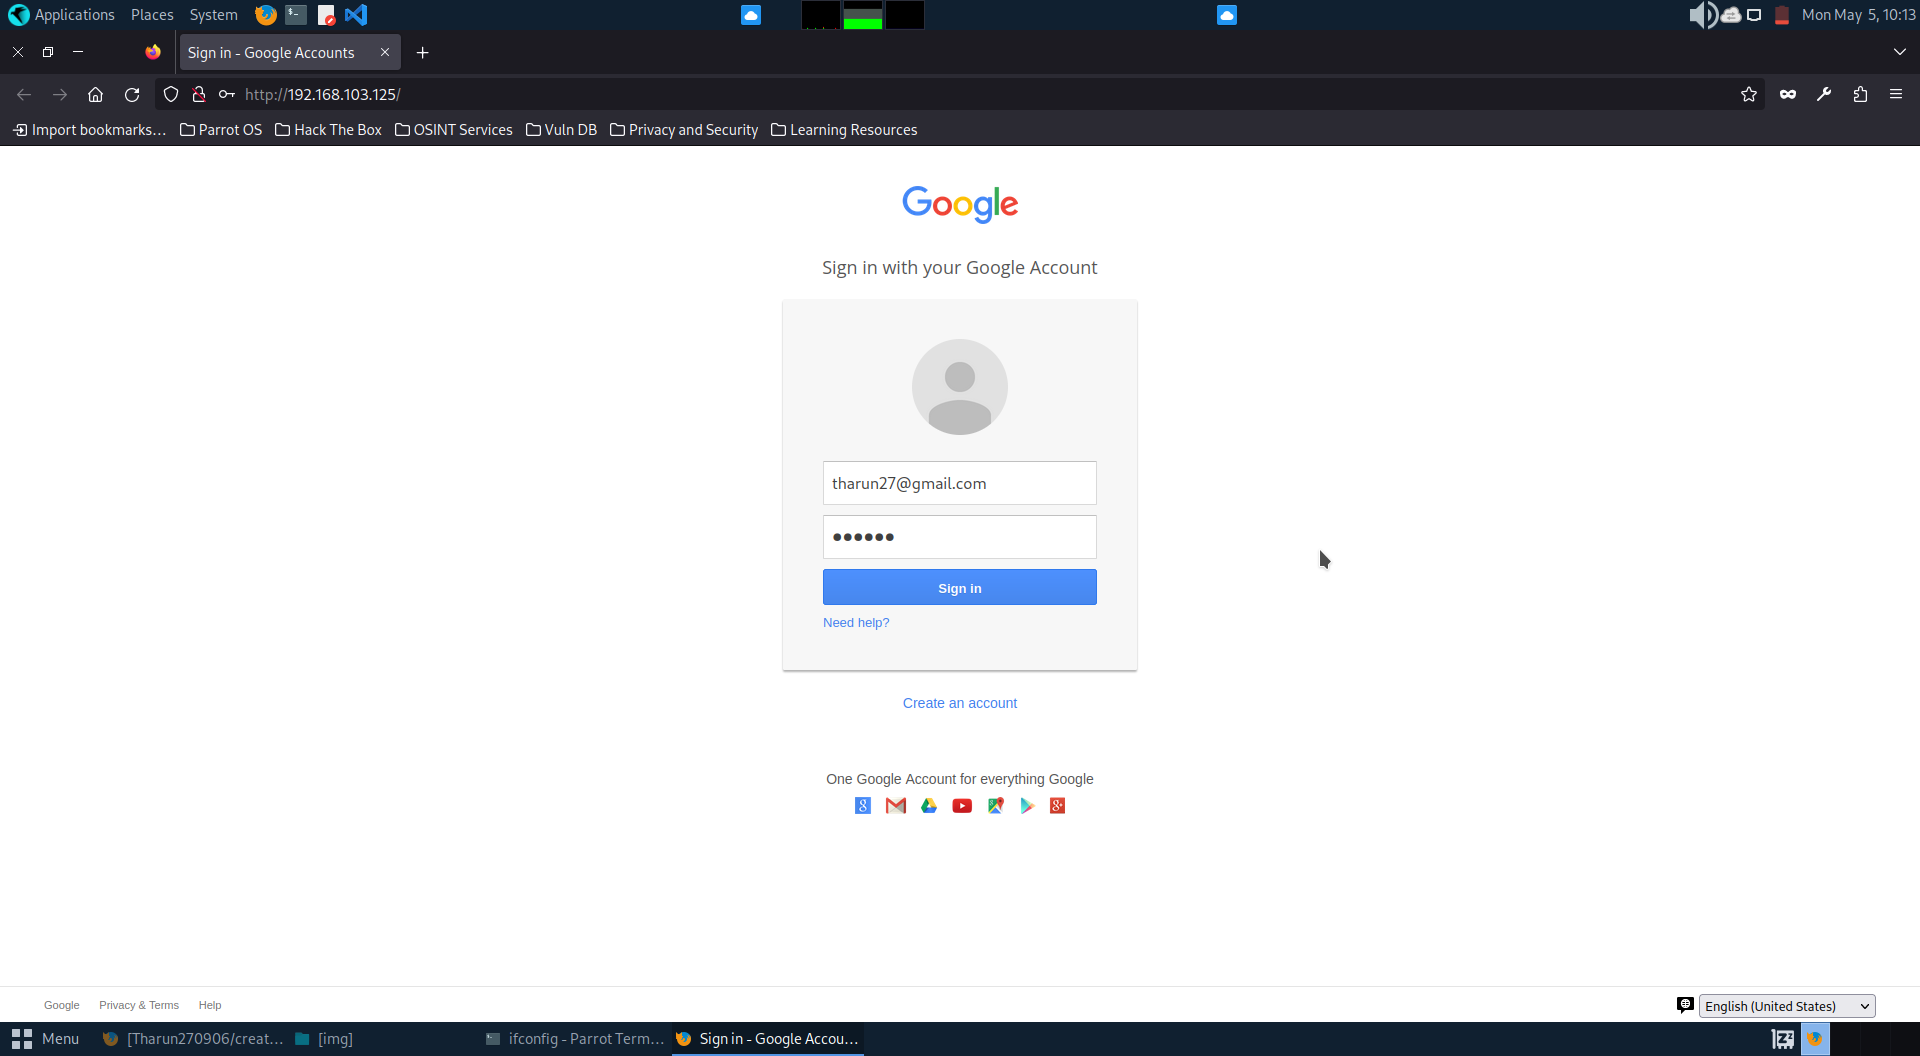 Applications Places System Mon May 5, 10:13
Sign in - Google Accounts
http://192.168.103.125/
Import bookmarks... Parrot OS Hack The Box OSINT Services Vuln DB Privacy and Security Learning Resources
Google
Sign in with your Google Account
tharun27@gmail.com
Sign in
Need help?
Create an account
One Google Account for everything Google
Google Privacy & Terms Help English (United States)
Menu [Tharun270906/creat... [img] ifconfig - Parrot Term... Sign in - Google Accou...